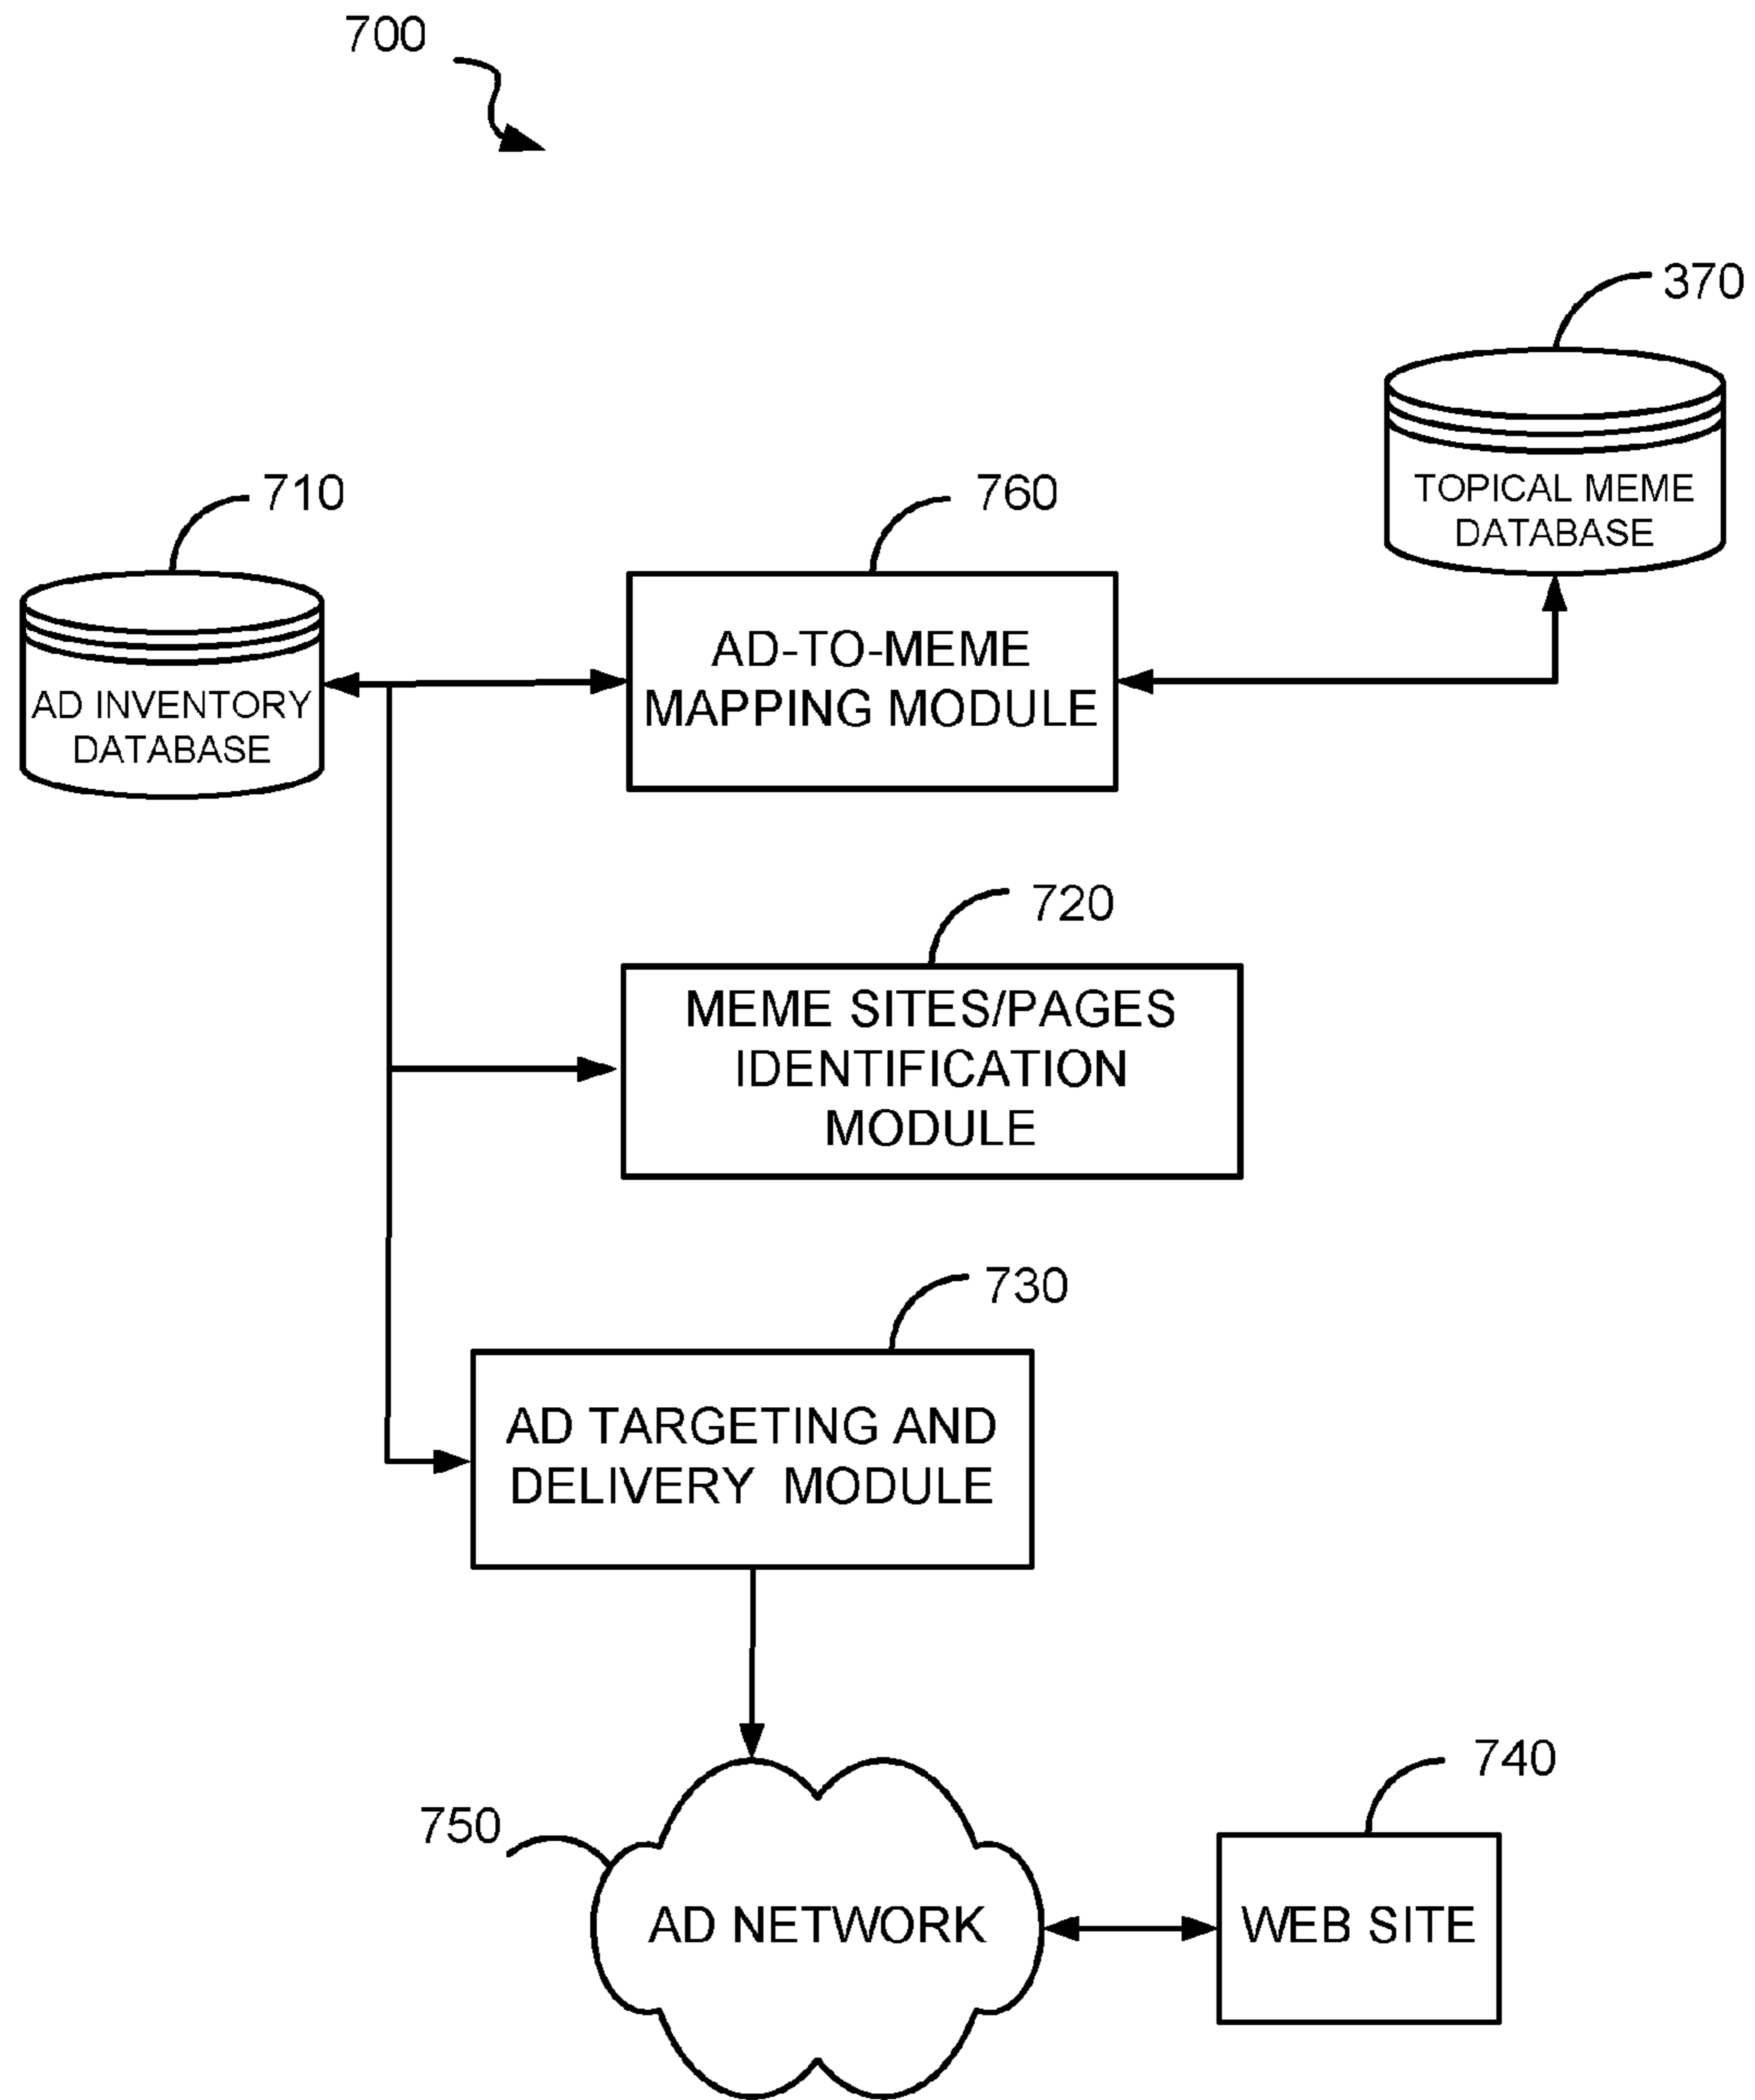 700
370
TOPICAL MEME
DATABASE
710
760
AD INVENTORY
DATABASE
AD-TO-MEME
MAPPING MODULE
720
MEME SITES/PAGES
IDENTIFICATION
MODULE
730
AD TARGETING AND
DELIVERY MODULE
740
750
AD NETWORK
WEB SITE